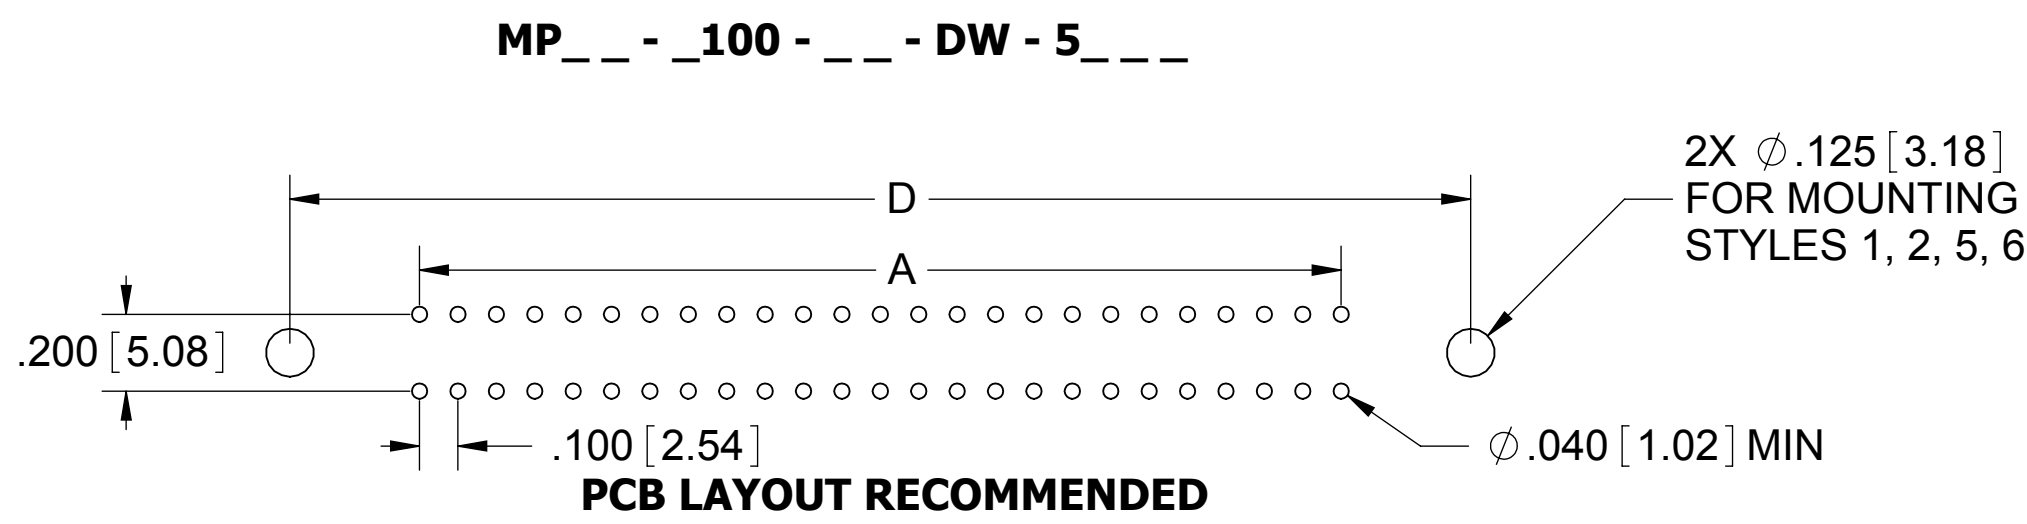 MP_ _ - _100 - _ _ - DW - 5_ _ _
2X ⌀.125[3.18]
FOR MOUNTING
STYLES 1, 2, 5, 6
D
A
.200[5.08]
.100[2.54]
⌀.040[1.02] MIN
PCB LAYOUT RECOMMENDED